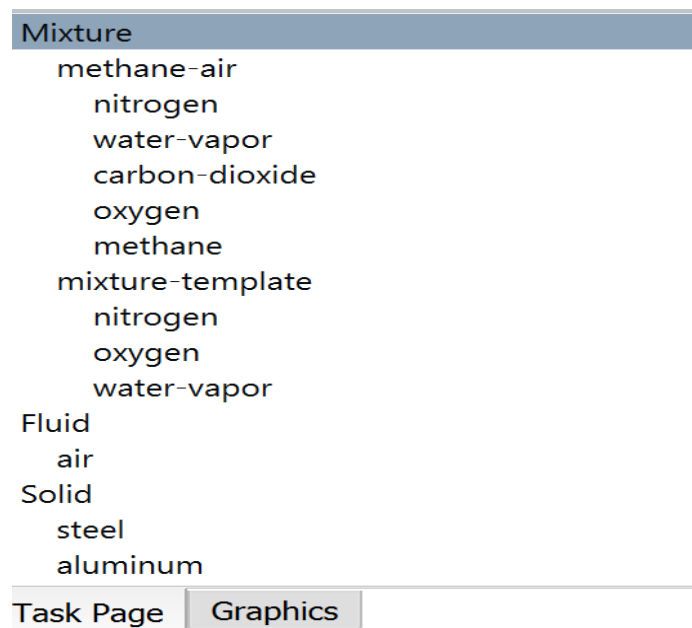 Mixture
methane-air
nitrogen
water-vapor
carbon-dioxide
oxygen
methane
mixture-template
nitrogen
oxygen
water-vapor
Fluid
air
Solid
steel
aluminum
Task Page Graphics